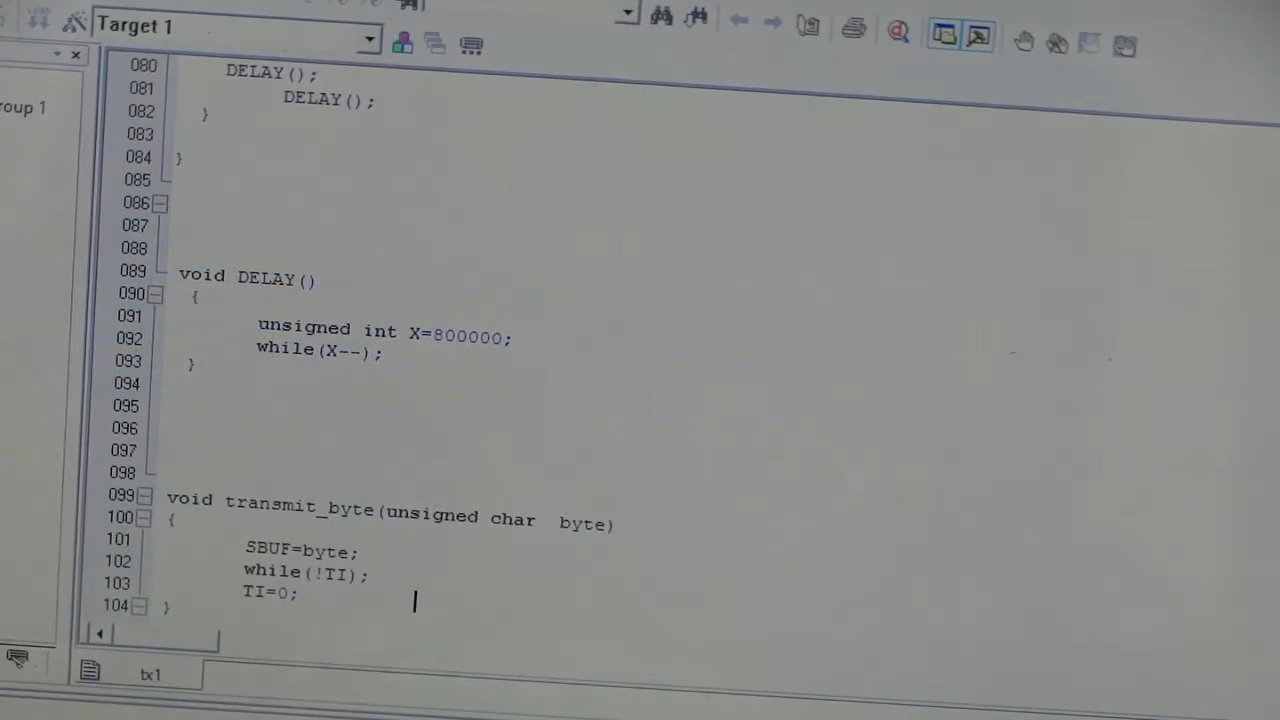 Target 1
roup 1
080 DELAY();
081 DELAY();
082 }
083
084 }
085
086
087
088
089 void DELAY()
090 {
091 unsigned int X=800000;
092 while(X--);
093 }
094
095
096
097
098
099 void transmit_byte(unsigned char byte)
100 {
101 SBUF=byte;
102 while(!TI);
103 TI=0;
104 }
tx1